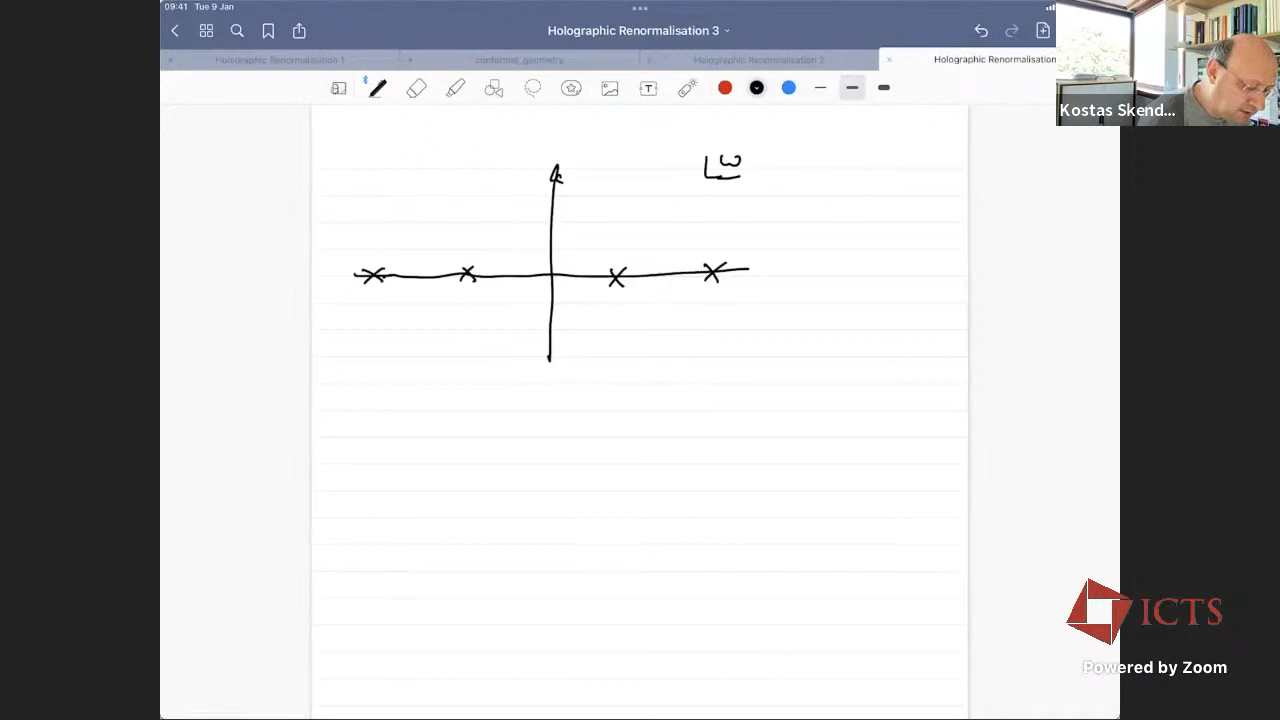 09:41 Tue 9 Jan
Holographic Renormalisation 3
Holographic Renormalisation 1
conformal_geometry
Holographic Renormalisation 2
Holographic Renormalisation
T
Kostas Skend...
ω
ICTS
Powered by Zoom